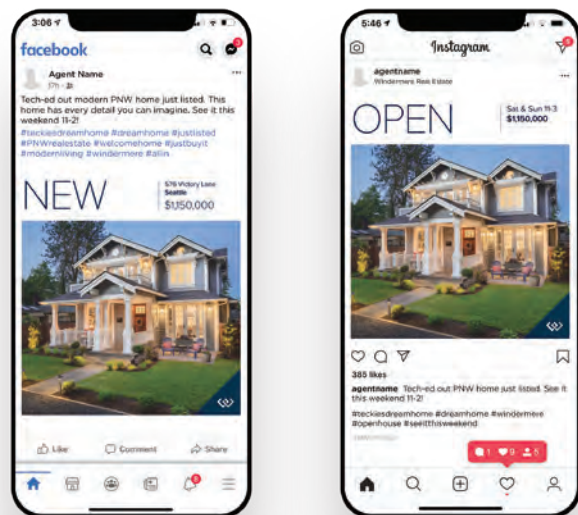 3:06
facebook
Agent Name
17h
Tech-ed out modern PNW home just listed. This
home has every detail you can imagine. See it this
weekend 11-2!
#teckiesdreamhome #dreamhome #justlisted
#PNWrealestate #welcomehome #justbuyit
#modernliving #windermere #allin
NEW
576 Victory Lane
Seattle
$1,150,000
Like
Comment
Share
5:46
Instagram
agentname
Windermere Real Estate
OPEN
Sat & Sun 11-3
$1,150,000
385 likes
agentname Tech-ed out PNW home just listed. See it
this weekend 11-2!
#teckiesdreamhome #dreamhome #windermere
#openhouse #seeitthisweekend
1
9
5